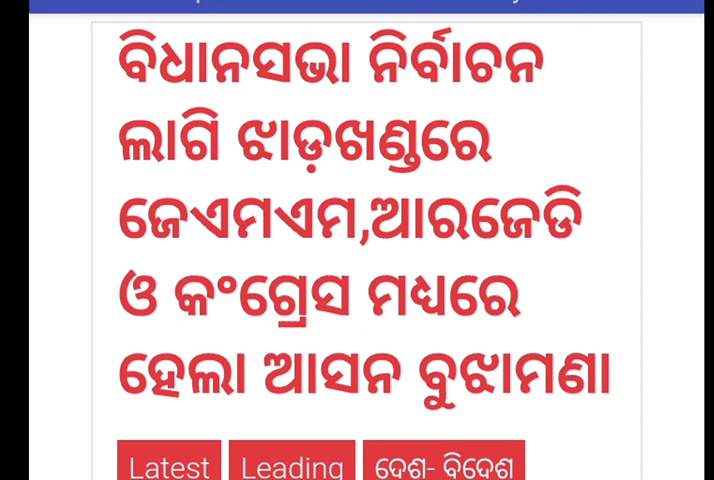 ବିଧାନସଭା ନିର୍ବାଚନ
ଲାଗି ଝାଡ଼ଖଣ୍ଡରେ
ଜେଏମଏମ,ଆରଜେଡି
ଓ କଂଗ୍ରେସ ମଧ୍ୟରେ
ହେଲା ଆସନ ବୁଝାମଣା
Latest Leading ଦେଶ- ବିଦେଶ